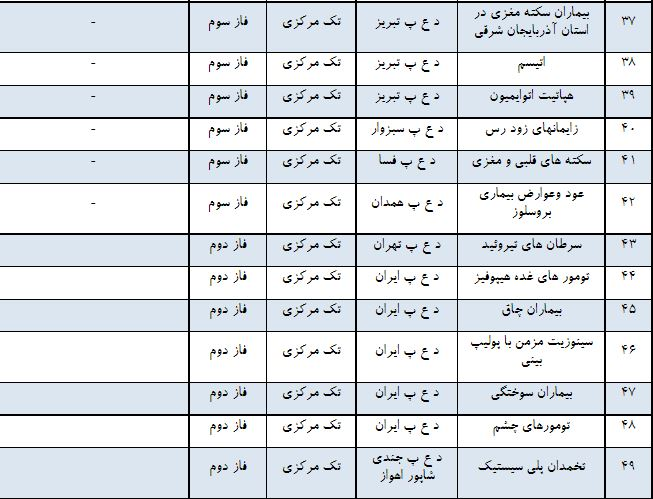 ۳۷ بیماران سکته مغزی در استان آذربایجان شرقی د ع پ تبریز تک مرکزی فاز سوم -
۳۸ اتیسم د ع پ تبریز تک مرکزی فاز سوم -
۳۹ هپاتیت اتوایمیون د ع پ تبریز تک مرکزی فاز سوم -
۴۰ زایمانهای زود رس د ع پ سبزوار تک مرکزی فاز سوم -
۴۱ سکته های قلبی و مغزی د ع پ فسا تک مرکزی فاز سوم -
۴۲ عود وعوارض بیماری بروسلوز د ع پ همدان تک مرکزی فاز سوم -
۴۳ سرطان های تیروئید د ع پ تهران تک مرکزی فاز دوم
۴۴ تومور های غده هیپوفیز د ع پ ایران تک مرکزی فاز دوم
۴۵ بیماران چاق د ع پ ایران تک مرکزی فاز دوم
۴۶ سینوزیت مزمن با پولیپ بینی د ع پ ایران تک مرکزی فاز دوم
۴۷ بیماران سوختگی د ع پ ایران تک مرکزی فاز دوم
۴۸ تومورهای چشم د ع پ ایران تک مرکزی فاز دوم
۴۹ تخمدان پلی سیستیک د ع پ جندی شاپور اهواز تک مرکزی فاز دوم